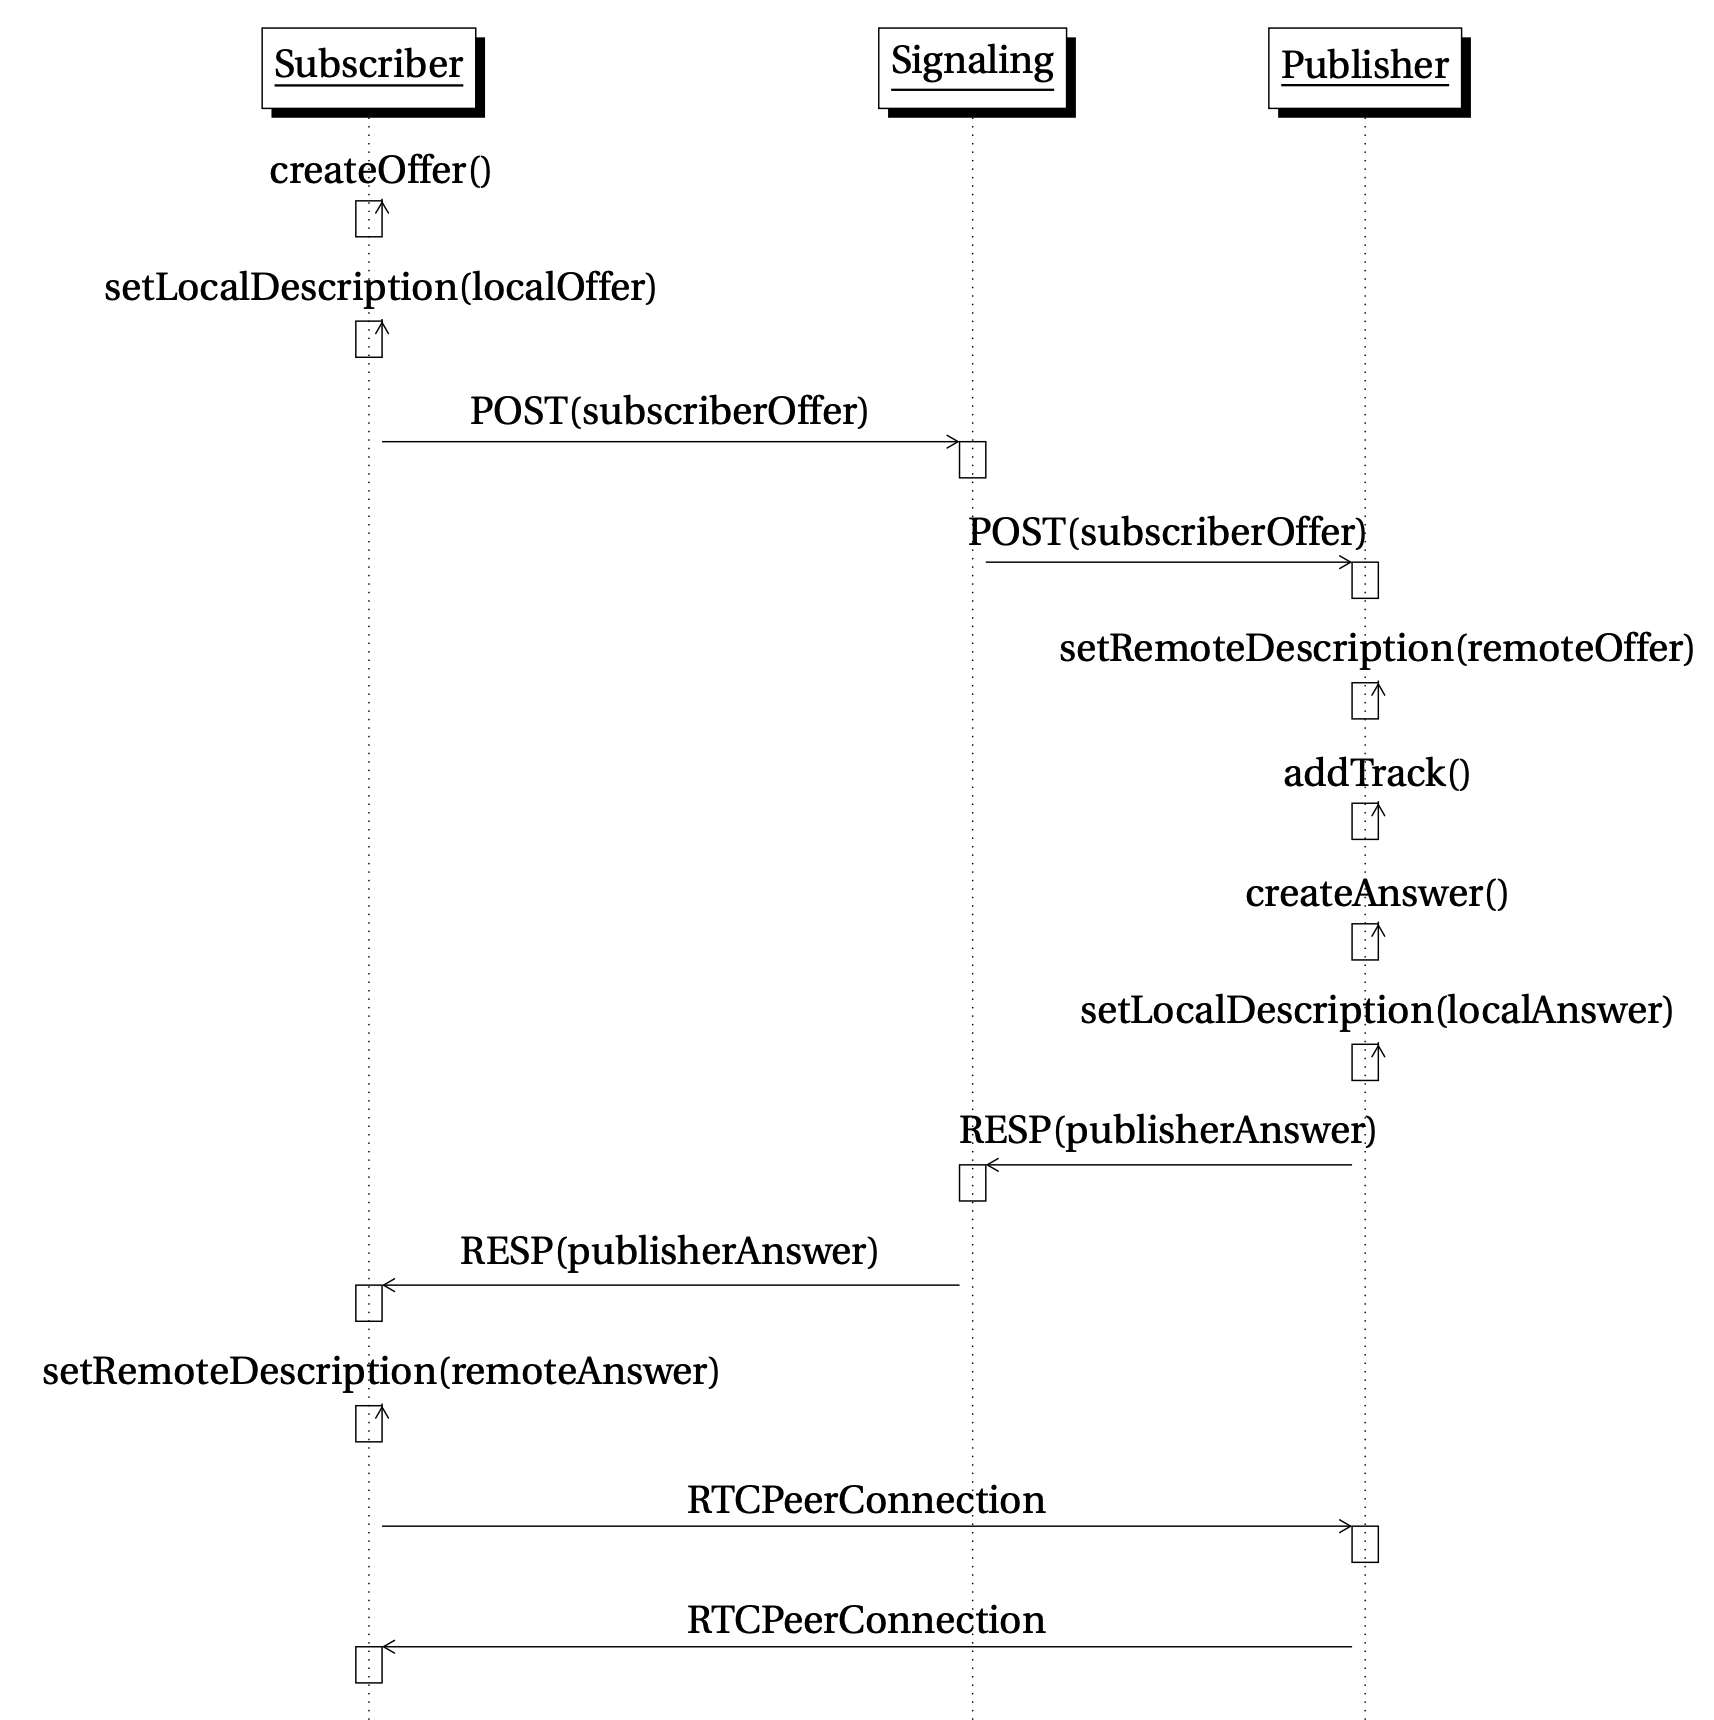 Subscriber
Signaling
Publisher
createOffer()
setLocalDescription(localOffer)
POST(subscriberOffer)
POST(subscriberOffer)
setRemoteDescription(remoteOffer)
addTrack()
createAnswer()
setLocalDescription(localAnswer)
RESP(publisherAnswer)
RESP(publisherAnswer)
setRemoteDescription(remoteAnswer)
RTCPeerConnection
RTCPeerConnection